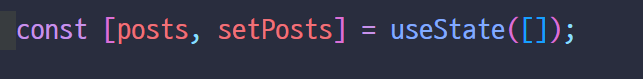 const [posts, setPosts] = useState([]);